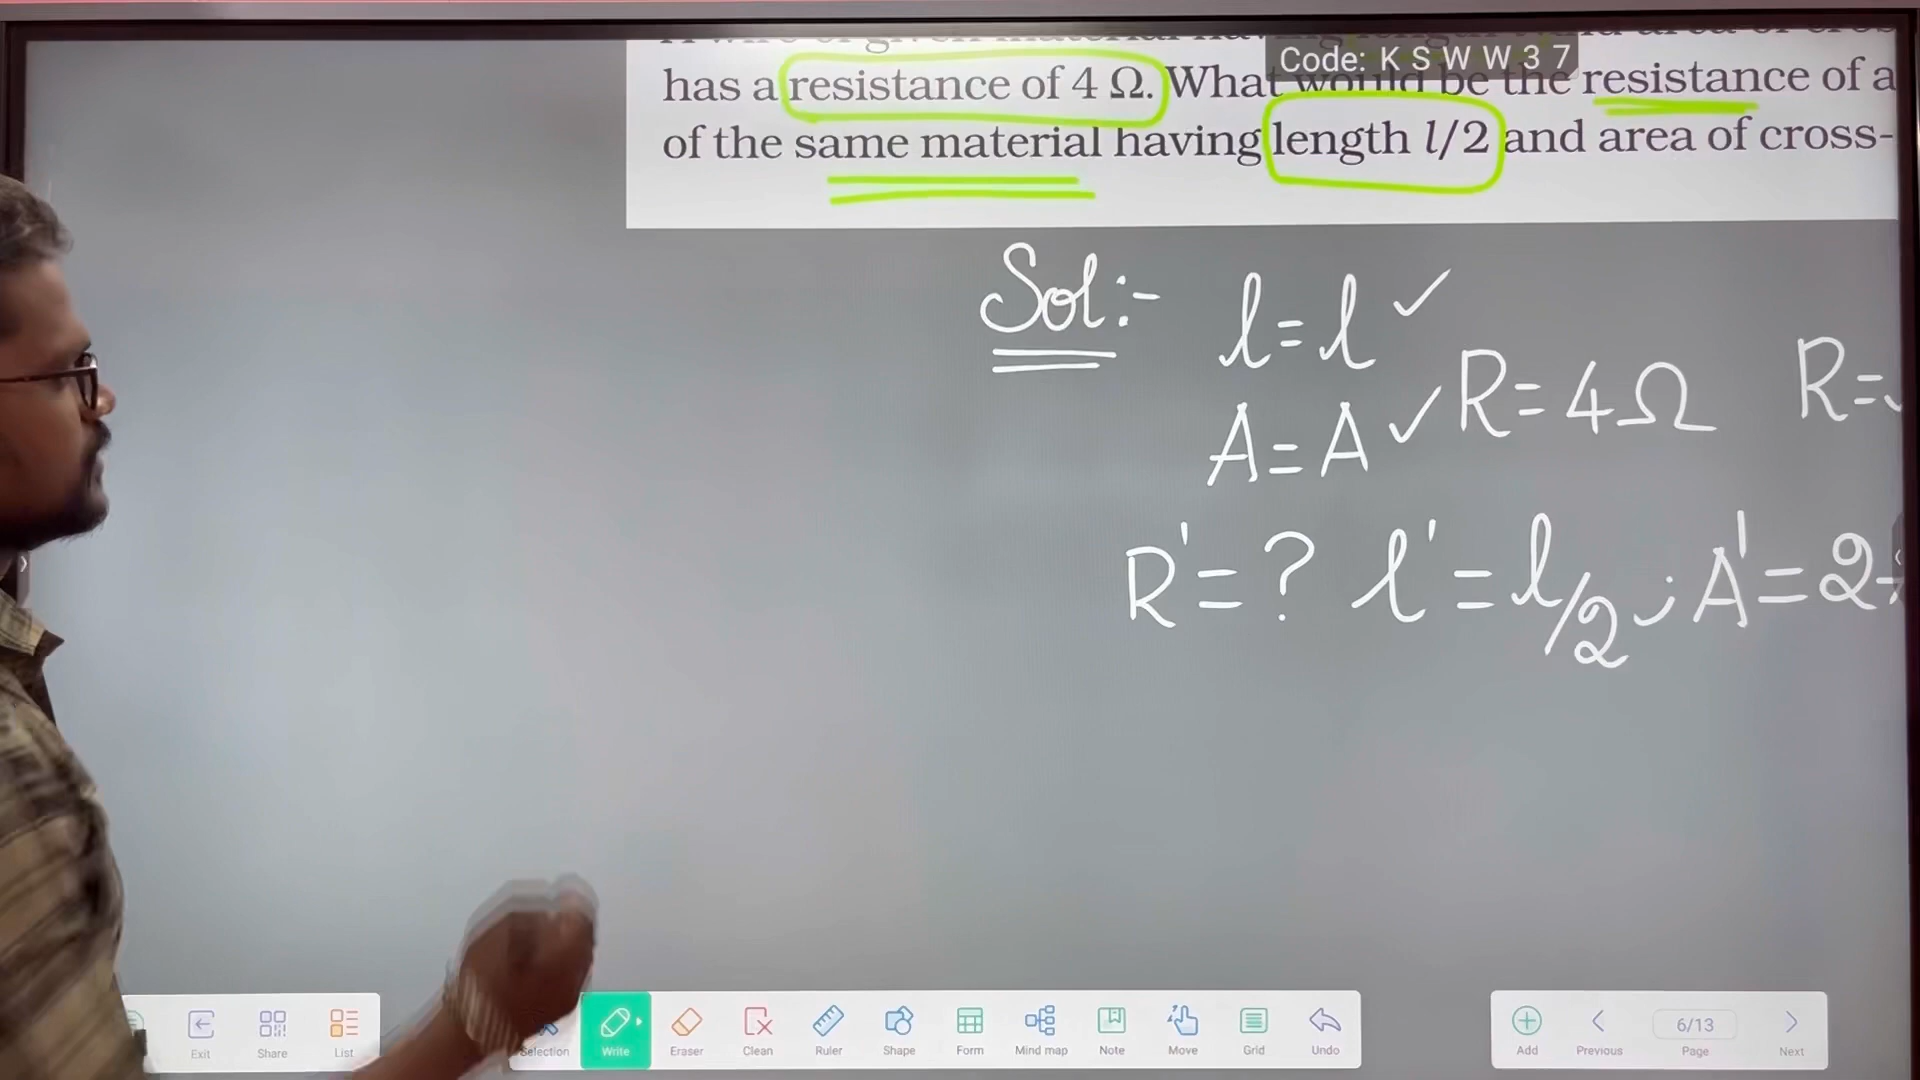 Code: K S W W 3 7
has a resistance of 4 Ω. What would be the resistance of a
of the same material having length l/2 and area of cross-
Sol:- l = l ✓
A = A ✓ R = 4Ω R =
R' = ? l' = l/2 ; A' = 2
Exit Share List Selection Write Eraser Clean Ruler Shape Form Mind map Note Move Grid Undo Add Previous 6/13 Page Next